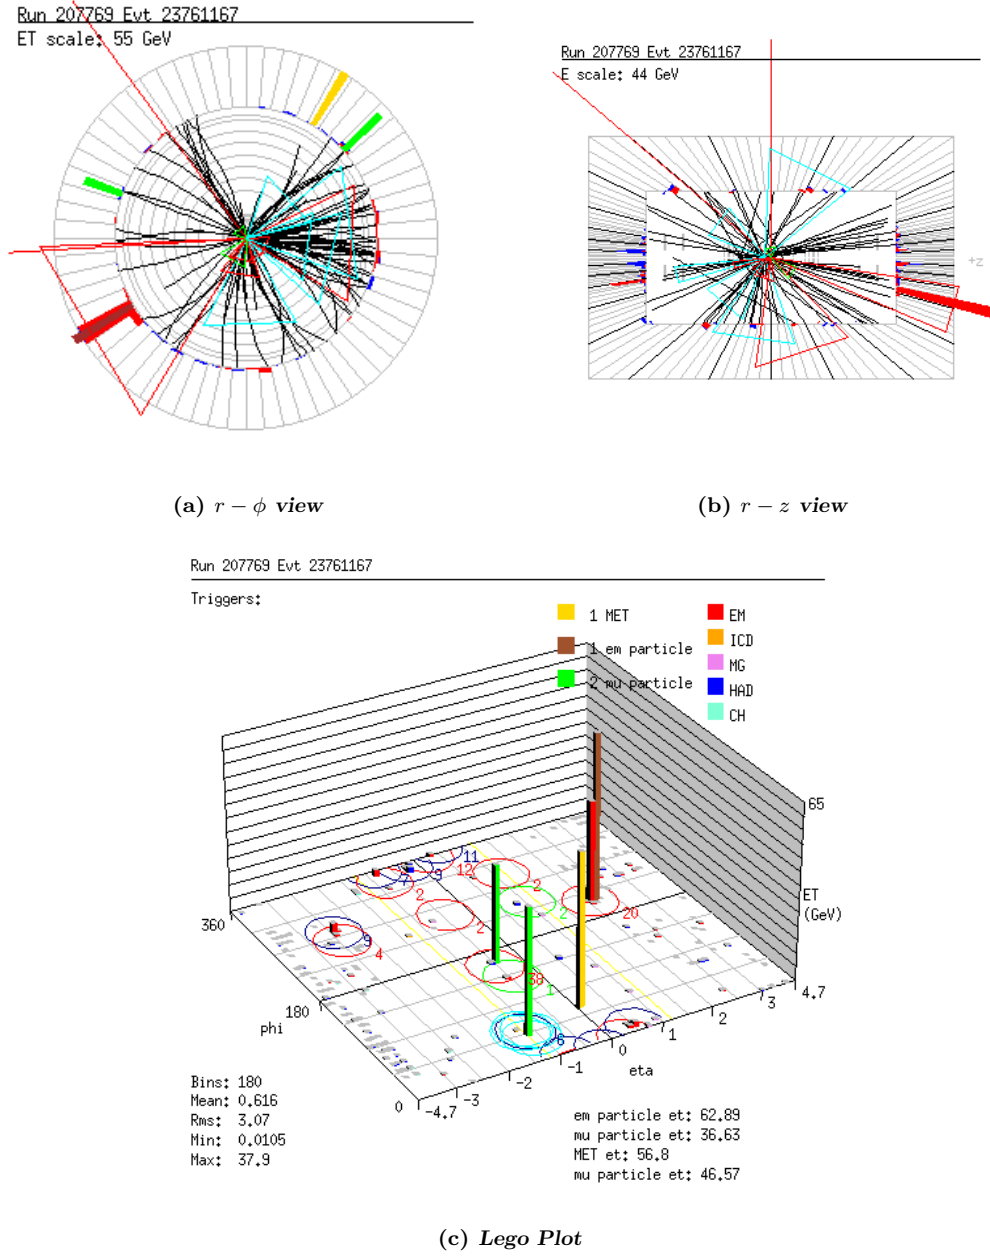 Run 207769 Evt 23761167
ET scale: 55 GeV
Run 207769 Evt 23761167
E scale: 44 GeV
+z
(a) r − ϕ view
(b) r − z view
Run 207769 Evt 23761167
Triggers:
1 MET
EM
ICD
1 em particle
MG
2 mu particle
HAD
CH
65
11
12
9
7
2
2
2
2
20
ET
(GeV)
360
9
4
38
1
180
phi
6
4.7
3
2
1
0
eta
-1
-2
-3
-4.7
0
Bins: 180
Mean: 0.616
Rms: 3.07
Min: 0.0105
Max: 37.9
em particle et: 62.89
mu particle et: 36.63
MET et: 56.8
mu particle et: 46.57
(c) Lego Plot